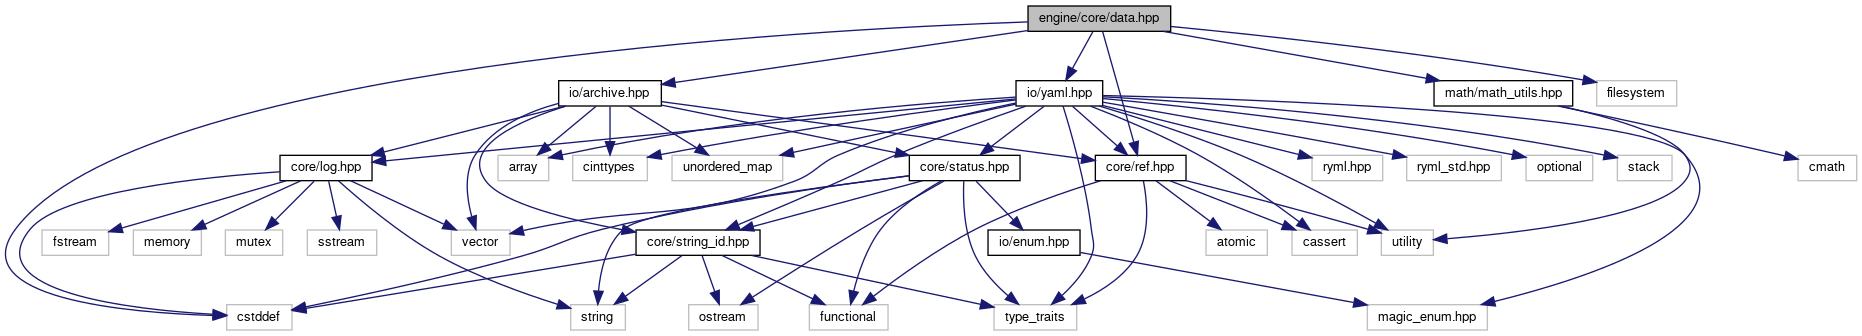 engine/core/data.hpp
io/archive.hpp
io/yaml.hpp
math/math_utils.hpp
filesystem
core/log.hpp
array
cinttypes
unordered_map
core/status.hpp
core/ref.hpp
ryml.hpp
ryml_std.hpp
optional
stack
cmath
fstream
memory
mutex
sstream
vector
core/string_id.hpp
io/enum.hpp
atomic
cassert
utility
cstddef
string
ostream
functional
type_traits
magic_enum.hpp